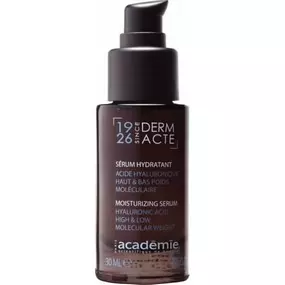 19 SINCE DERM
26 ACTE
SÉRUM HYDRATANT
ACIDE HYALURONIQUE
HAUT & BAS POIDS
MOLÉCULAIRE
MOISTURIZING SERUM
HYALURONIC ACID
HIGH & LOW
MOLECULAR WEIGHT
académie
30 ML